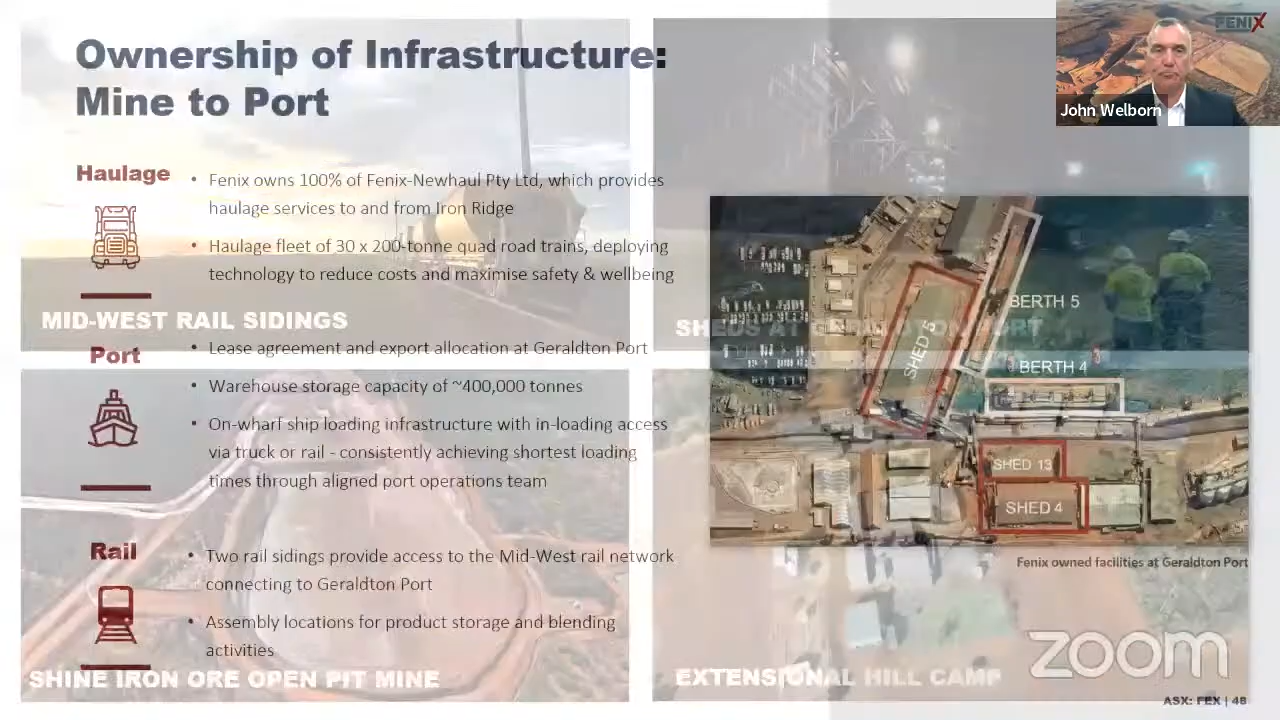 Ownership of Infrastructure:
Mine to Port
FENIX
John Welborn
Haulage
• Fenix owns 100% of Fenix-Newhaul Pty Ltd, which provides
haulage services to and from Iron Ridge
• Haulage fleet of 30 x 200-tonne quad road trains, deploying
technology to reduce costs and maximise safety & wellbeing
MID-WEST RAIL SIDINGS
SHEDS AT GERALDTON PORT
Port
• Lease agreement and export allocation at Geraldton Port
• Warehouse storage capacity of ~400,000 tonnes
• On-wharf ship loading infrastructure with in-loading access
via truck or rail - consistently achieving shortest loading
times through aligned port operations team
Rail
• Two rail sidings provide access to the Mid-West rail network
connecting to Geraldton Port
• Assembly locations for product storage and blending
activities
SHINE IRON ORE OPEN PIT MINE
BERTH 5
SHED 5
BERTH 4
SHED 13
SHED 4
Fenix owned facilities at Geraldton Port
zoom
EXTENSIONAL HILL CAMP
ASX: FEX | 48